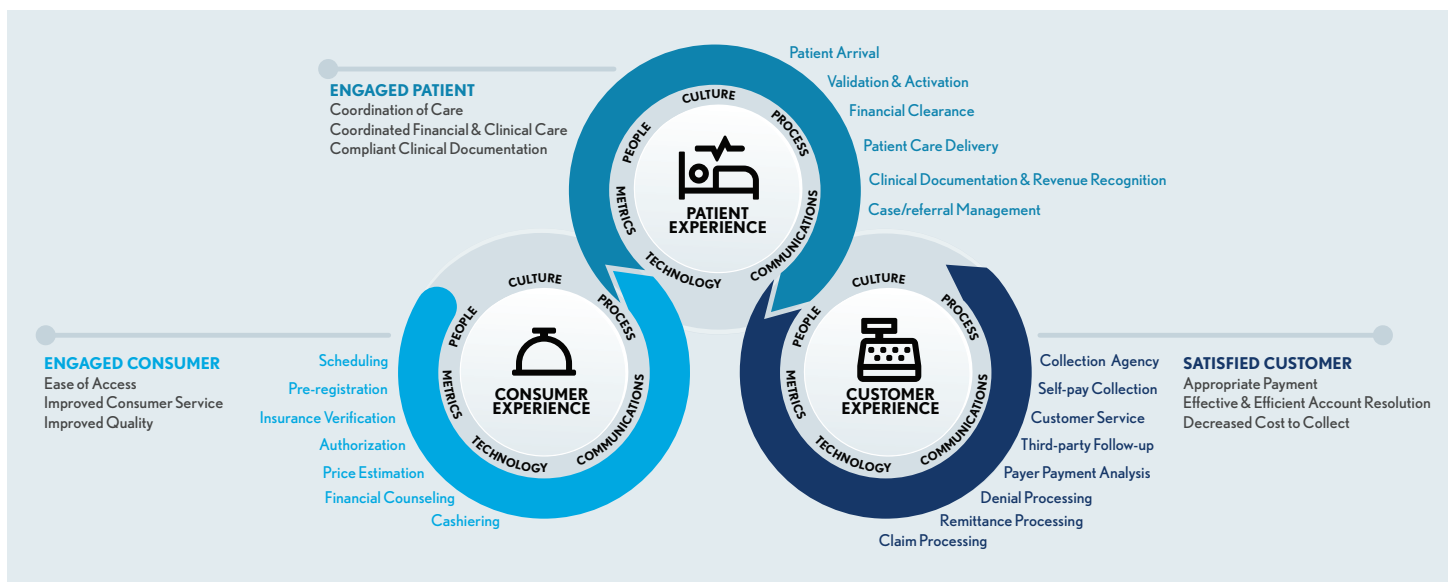 ENGAGED PATIENT
Coordination of Care
Coordinated Financial & Clinical Care
Compliant Clinical Documentation
CULTURE
PROCESS
COMMUNICATIONS
TECHNOLOGY
METRICS
PEOPLE
PATIENT
EXPERIENCE
Patient Arrival
Validation & Activation
Financial Clearance
Patient Care Delivery
Clinical Documentation & Revenue Recognition
Case/referral Management
ENGAGED CONSUMER
Ease of Access
Improved Consumer Service
Improved Quality
Scheduling
Pre-registration
Insurance Verification
Authorization
Price Estimation
Financial Counseling
Cashiering
CULTURE
PROCESS
COMMUNICATIONS
TECHNOLOGY
METRICS
PEOPLE
CONSUMER
EXPERIENCE
CULTURE
PROCESS
COMMUNICATIONS
TECHNOLOGY
METRICS
PEOPLE
CUSTOMER
EXPERIENCE
Collection Agency
Self-pay Collection
Customer Service
Third-party Follow-up
Payer Payment Analysis
Denial Processing
Remittance Processing
Claim Processing
SATISFIED CUSTOMER
Appropriate Payment
Effective & Efficient Account Resolution
Decreased Cost to Collect